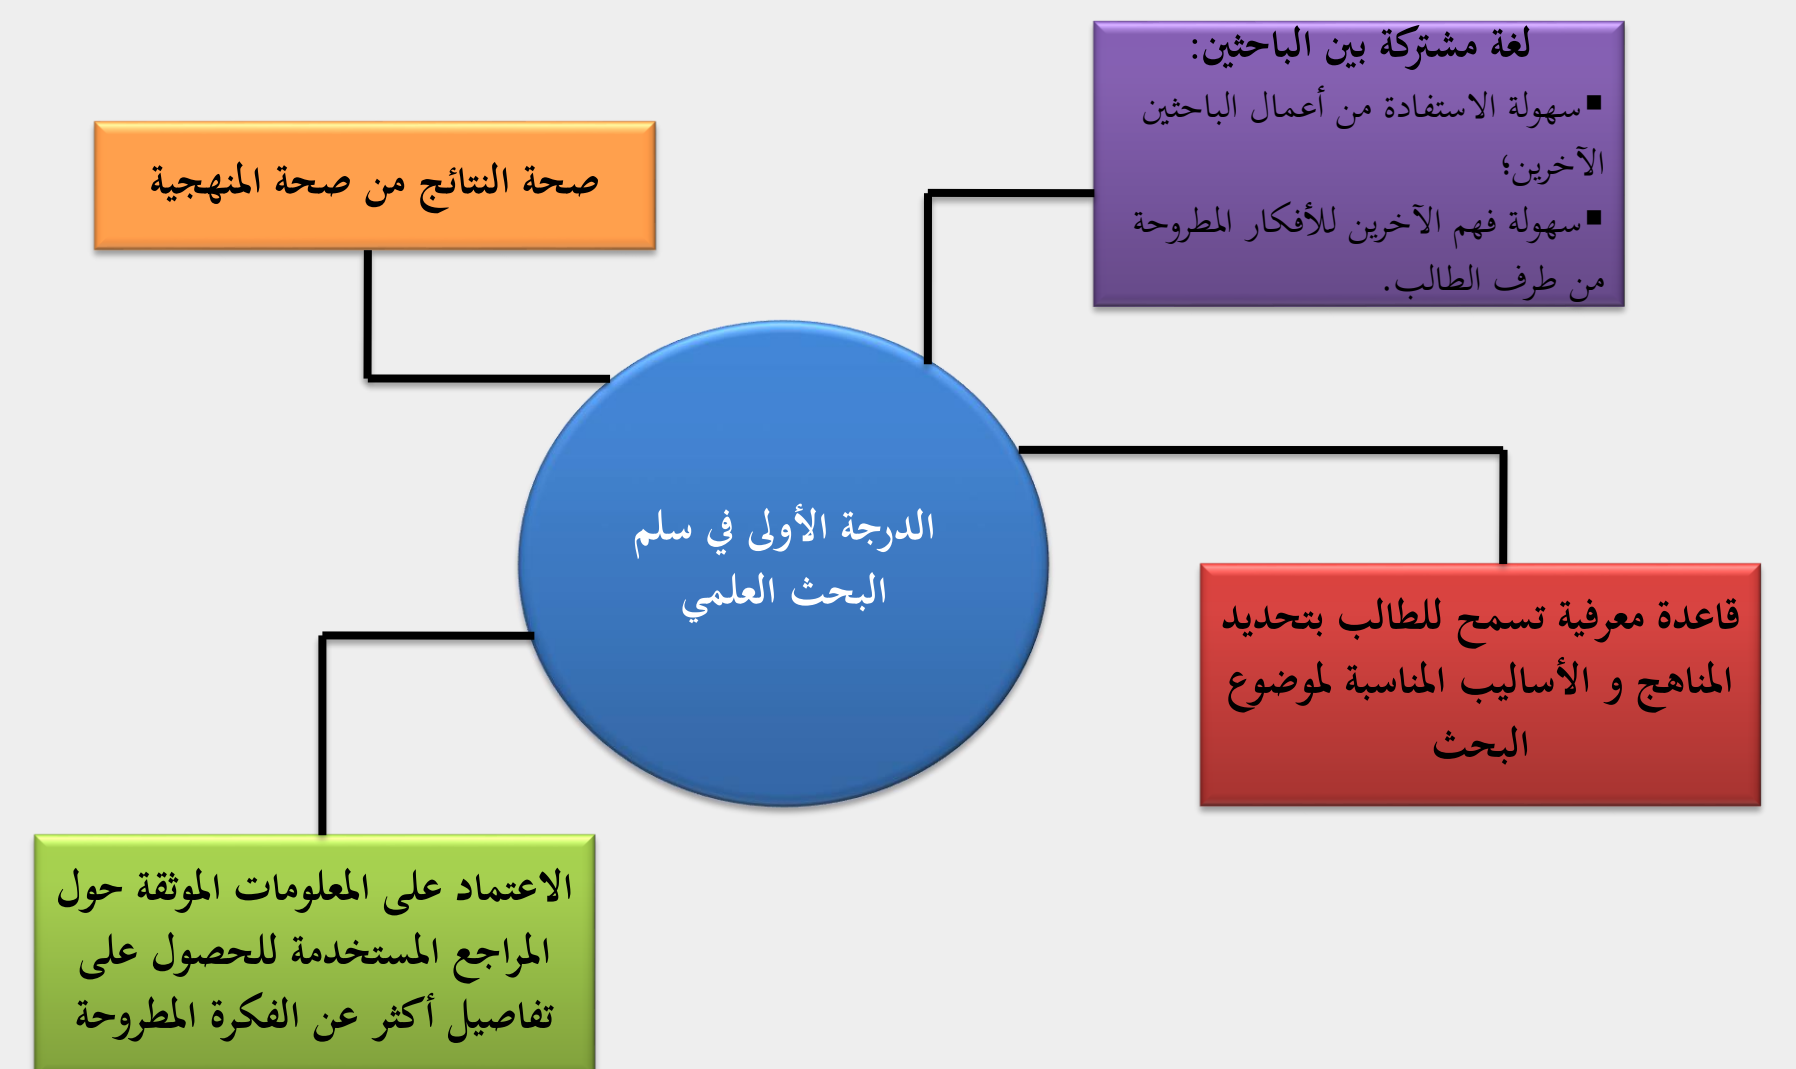 لغة مشتركة بين الباحثين:
▪سهولة الاستفادة من أعمال الباحثين
الآخرين؛
▪سهولة فهم الآخرين للأفكار المطروحة
من طرف الطالب.
صحة النتائج من صحة المنهجية
الدرجة الأولى في سلم
البحث العلمي
قاعدة معرفية تسمح للطالب بتحديد
المناهج و الأساليب المناسبة لموضوع
البحث
الاعتماد على المعلومات الموثقة حول
المراجع المستخدمة للحصول على
تفاصيل أكثر عن الفكرة المطروحة